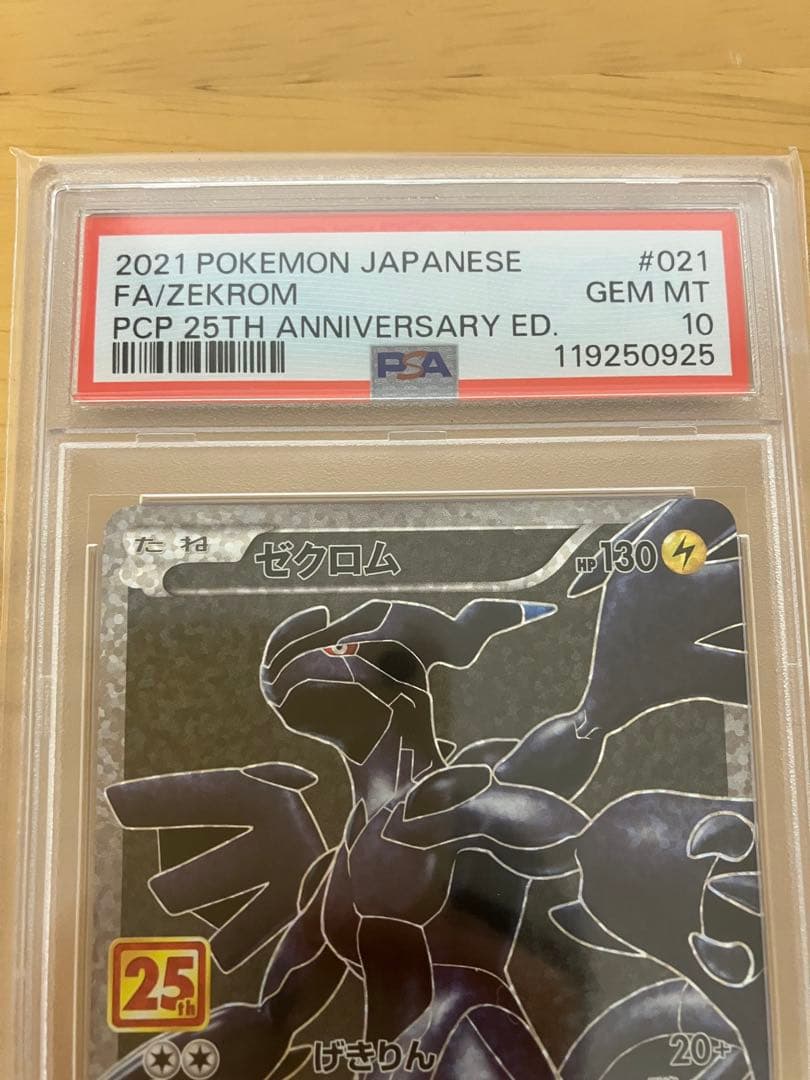 2021 POKEMON JAPANESE #021
FA/ZEKROM GEM MT
PCP 25TH ANNIVERSARY ED. 10
PSA 119250925
たね ゼクロム HP130
25th
げきりん 20+